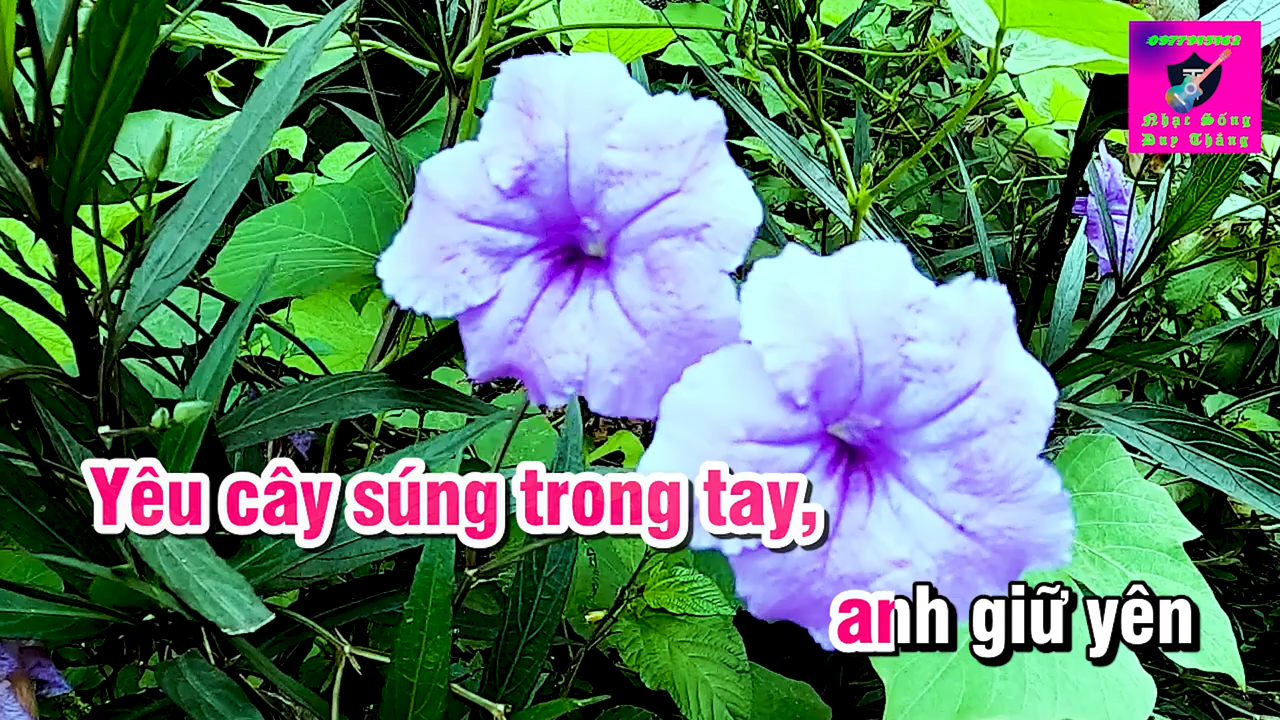 Nhạc Sống
Duy Thắng
Yêu cây súng trong tay,
anh giữ yên